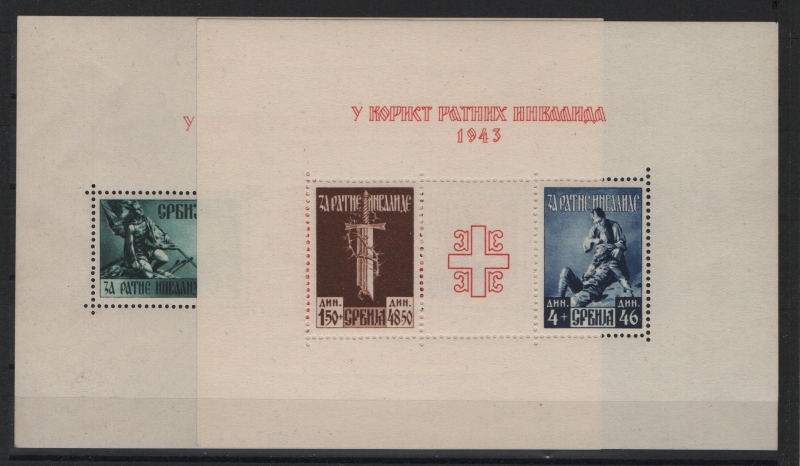 У
У КОРИСТ РАТНИХ ИНВАЛИДА
1943
СРБИЈ
ЗА РАТНЕ ИНВАЛИДЕ
ЗА РАТНЕ ИНВАЛИДЕ
ДИН. ДИН.
1.50+ СРБИЈА 48.50
ЗА РАТНЕ ИНВАЛИДЕ
ДИН. ДИН.
4+ СРБИЈА 46